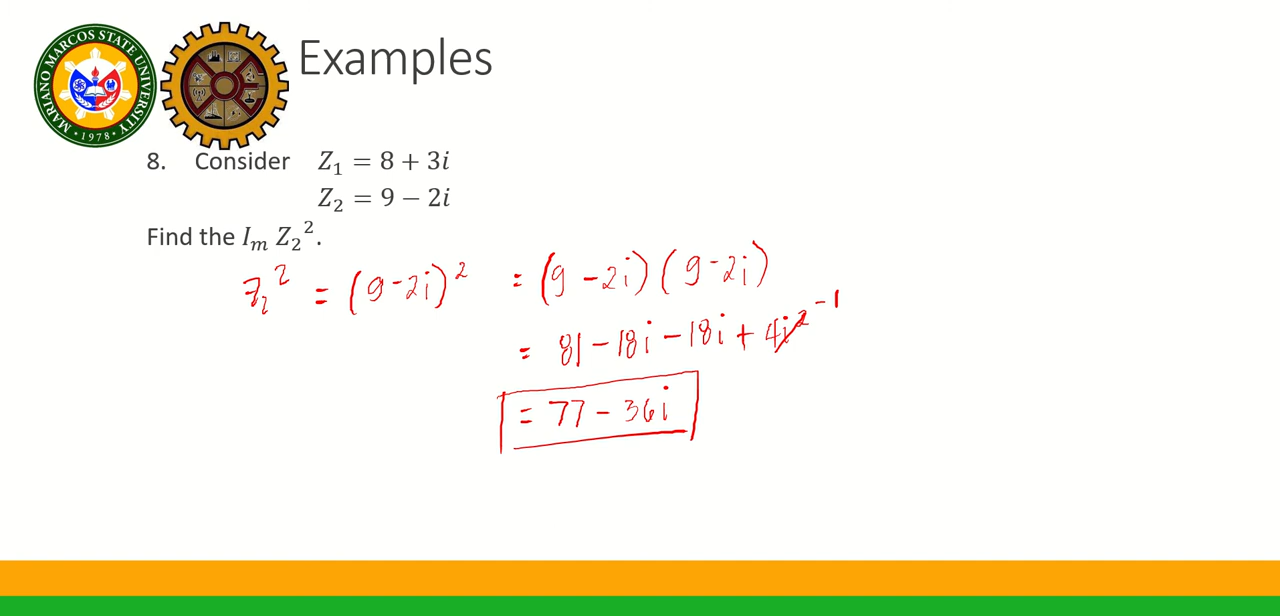 MARIANO MARCOS STATE UNIVERSITY
• 1978 •
Examples
8. Consider Z₁ = 8 + 3i
Z₂ = 9 − 2i
Find the Iₘ Z₂².
Z₂² = (9-2i)² = (9-2i)(9-2i)
= 81 - 18i - 18i + 4i² -1
= 77 - 36i